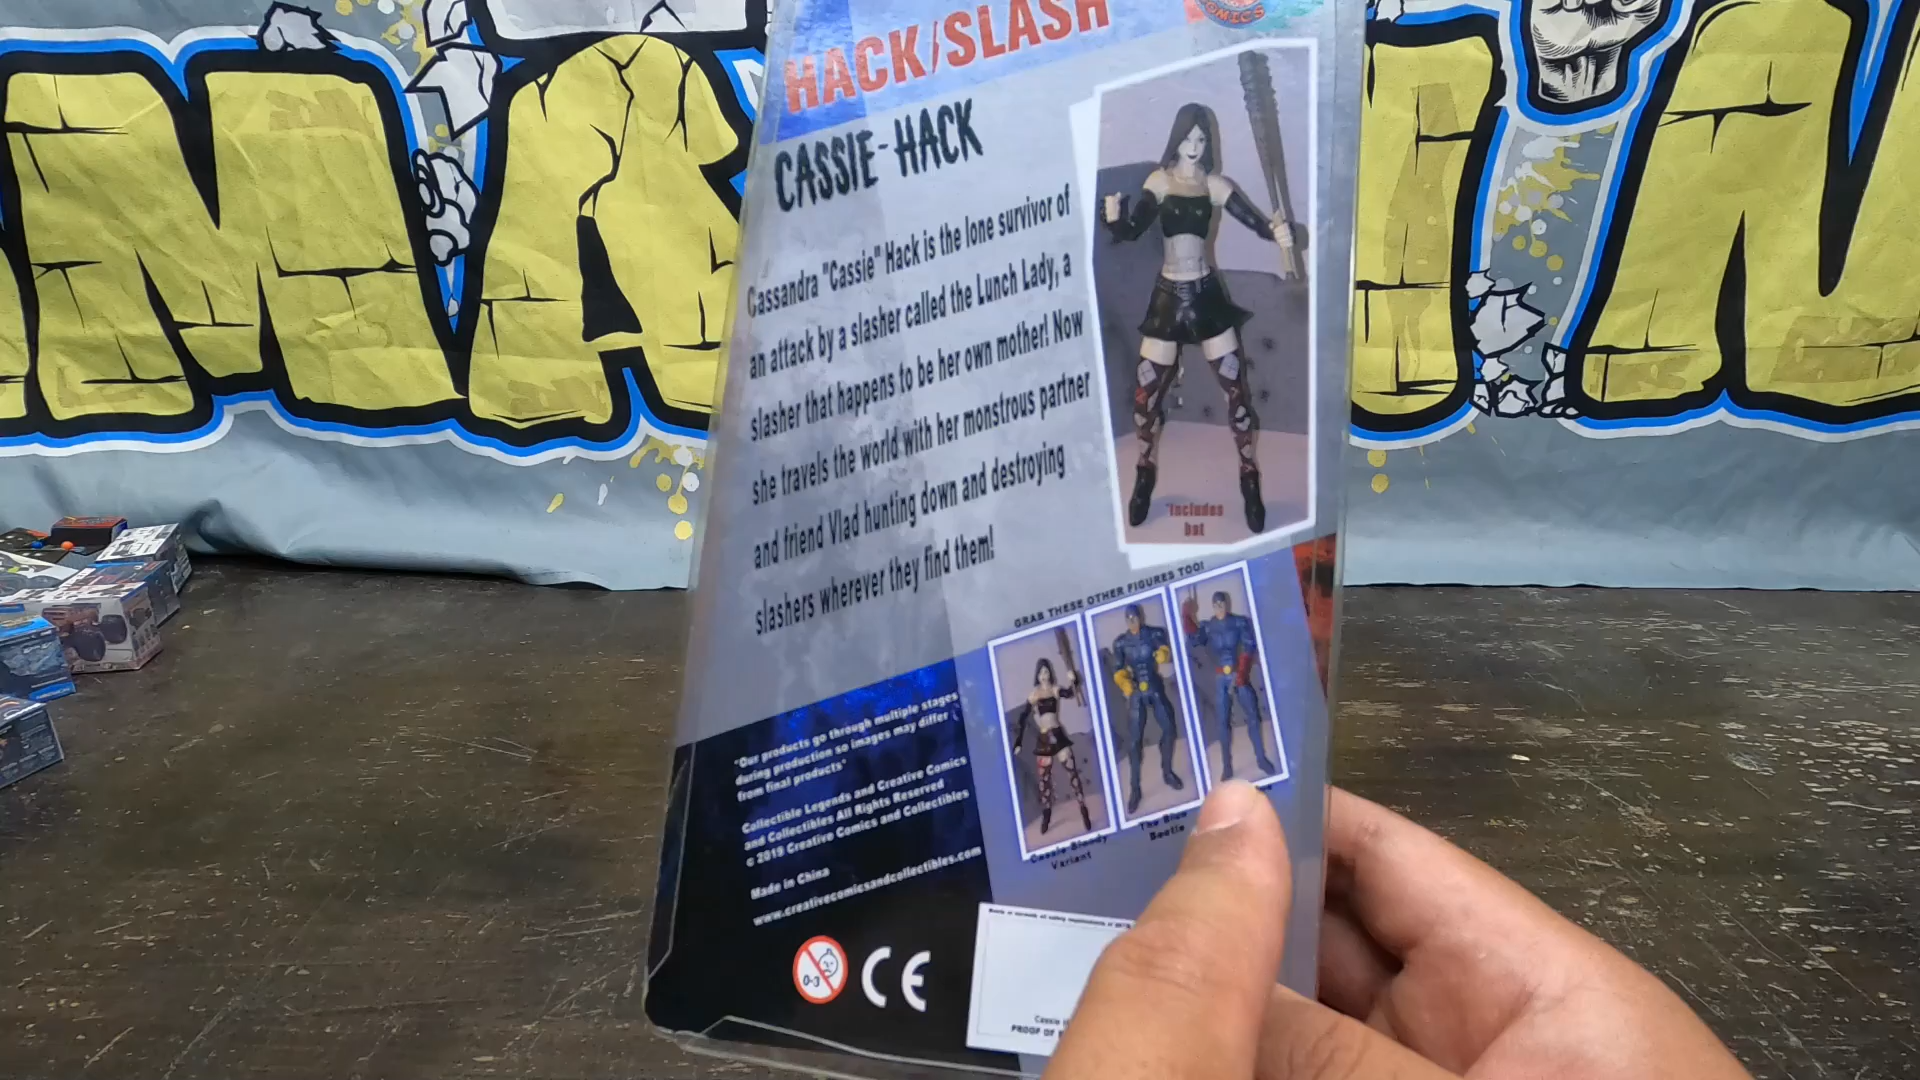 COMICS
HACK/SLASH
CASSIE-HACK
Cassandra "Cassie" Hack is the lone survivor of
an attack by a slasher called the Lunch Lady, a
slasher that happens to be her own mother! Now
she travels the world with her monstrous partner
and friend Vlad hunting down and destroying
slashers wherever they find them!
*Includes
bat
GRAB THESE OTHER FIGURES TOO!
Cassie Bloody
Variant
The Blue
Beetle
"Our products go through multiple stages
during production so images may differ
from final products"
Collectible Legends and Creative Comics
and Collectibles All Rights Reserved
c 2019 Creative Comics and Collectibles
Made in China
www.creativecomicsandcollectibles.com
0-3
CE
Cassie
PROOF OF